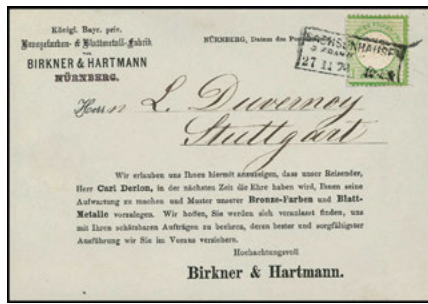 Königl. Bayr. priv.
Bronzefarben- & Blattmetall-Fabrik
von
BIRKNER & HARTMANN
NÜRNBERG.
NÜRNBERG, Datum des
SACHSENHAUSEN
27 11 74
Herrn L. Duvernoy
Stuttgart
Wir erlauben uns Ihnen hiermit anzuzeigen, dass unser Reisender,
Herr Carl Derlon, in der nächsten Zeit die Ehre haben wird, Ihnen seine
Aufwartung zu machen und Muster unserer Bronze-Farben und Blatt-
Metalle vorzulegen. Wir hoffen, Sie werden sich veranlasst finden, uns
mit Ihren schätzbaren Aufträgen zu beehren, deren bester und sorgfältigster
Ausführung wir Sie im Voraus versichern.
Hochachtungsvoll
Birkner & Hartmann.